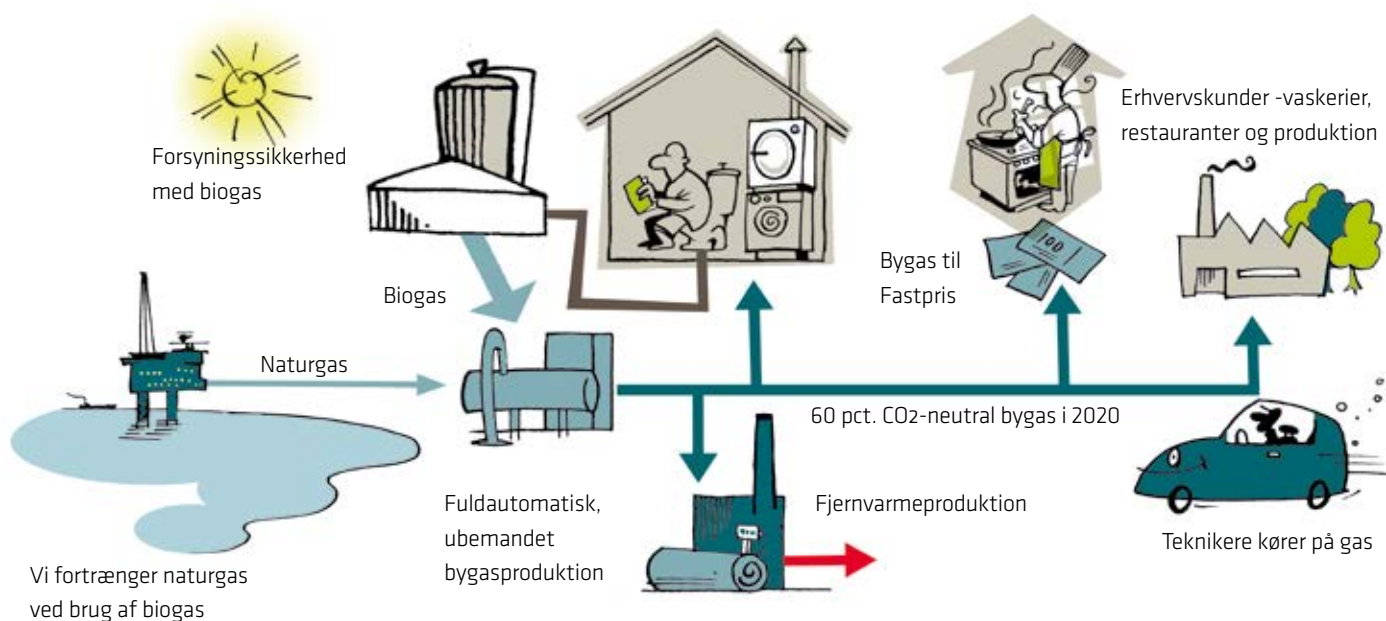 Forsyningssikkerhed
med biogas
Erhvervskunder -vaskerier,
restauranter og produktion
Biogas
Bygas til
Fastpris
100
Naturgas
60 pct. CO2-neutral bygas i 2020
Fuldautomatisk,
ubemandet
bygasproduktion
Fjernvarmeproduktion
Teknikere kører på gas
Vi fortrænger naturgas
ved brug af biogas